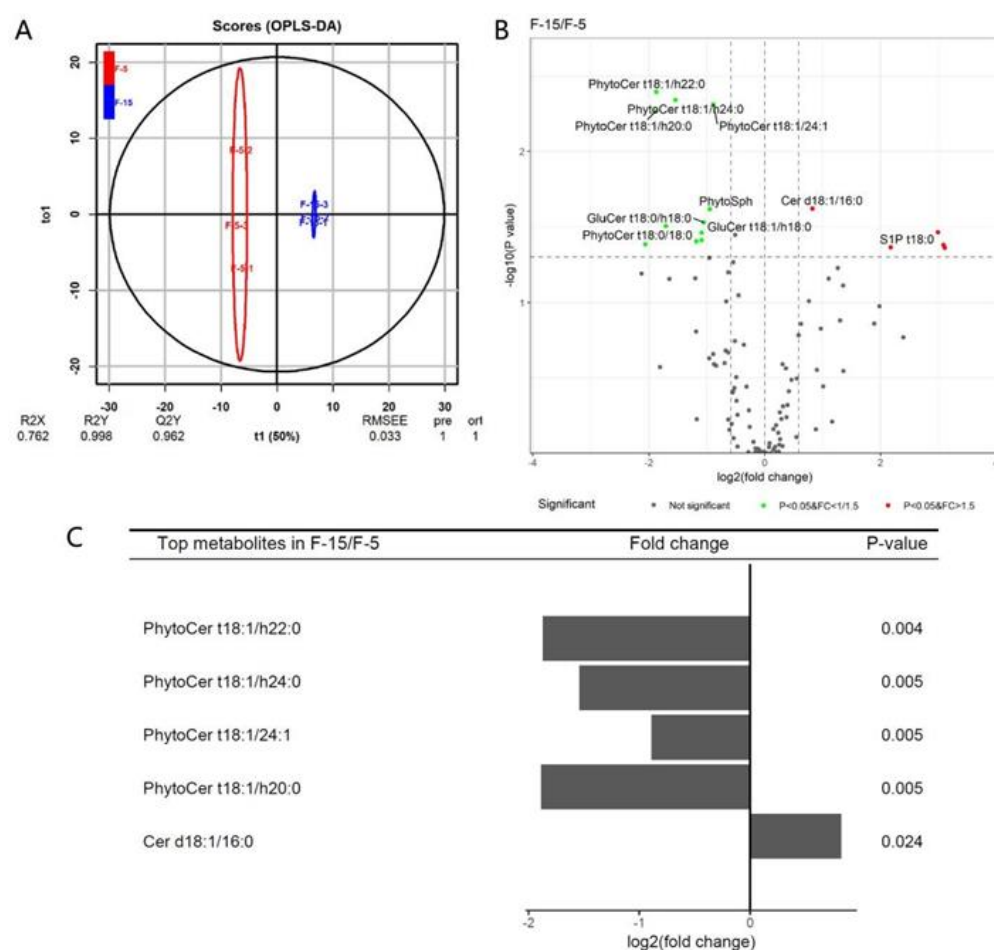 A
Scores (OPLS-DA)
F-5
F-15
20
10
0
-10
-20
to1
F-5-2
F-5-3
F-5-1
F-15-3
-30 -20 -10 0 10 20 30
R2X R2Y Q2Y RMSEE pre ort
0.762 0.998 0.962 t1 (50%) 0.033 1 1
B
F-15/F-5
PhytoCer t18:1/h22:0
PhytoCer t18:1/h24:0
PhytoCer t18:1/h20:0
PhytoCer t18:1/24:1
PhytoSph
Cer d18:1/16:0
GluCer t18:0/h18:0
GluCer t18:1/h18:0
PhytoCer t18:0/18:0
S1P t18:0
2
1
-log10(P value)
-4 -2 0 2 4
log2(fold change)
Significant Not significant P<0.05&FC<1/1.5 P<0.05&FC>1.5
C
Top metabolites in F-15/F-5 Fold change P-value
PhytoCer t18:1/h22:0 0.004
PhytoCer t18:1/h24:0 0.005
PhytoCer t18:1/24:1 0.005
PhytoCer t18:1/h20:0 0.005
Cer d18:1/16:0 0.024
-2 -1 0
log2(fold change)